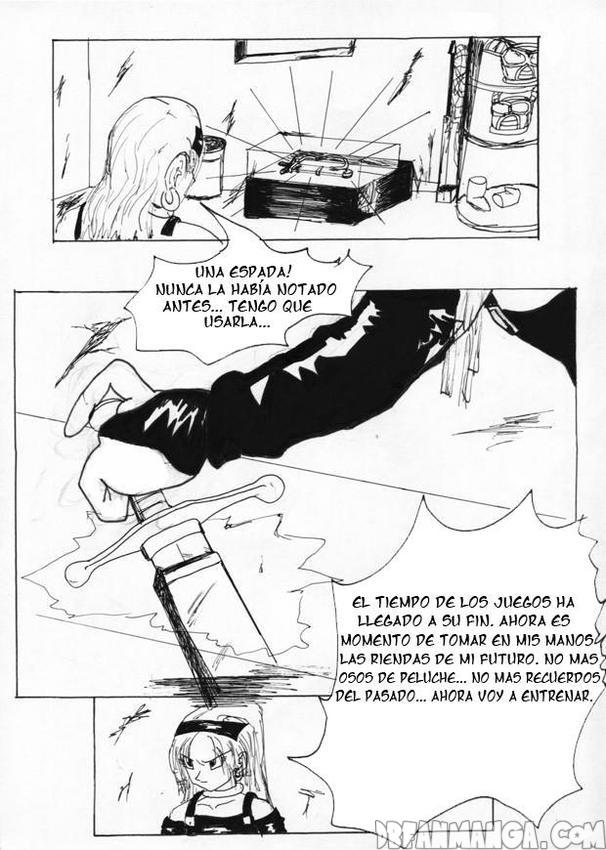 UNA ESPADA!
NUNCA LA HABÍA NOTADO
ANTES... TENGO QUE
USARLA...
EL TIEMPO DE LOS JUEGOS HA
LLEGADO A SU FIN. AHORA ES
MOMENTO DE TOMAR EN MIS MANOS
LAS RIENDAS DE MI FUTURO. NO MAS
OSOS DE PELUCHE... NO MAS RECUERDOS
DEL PASADO... AHORA VOY A ENTRENAR.
DBFANMANGA.COM